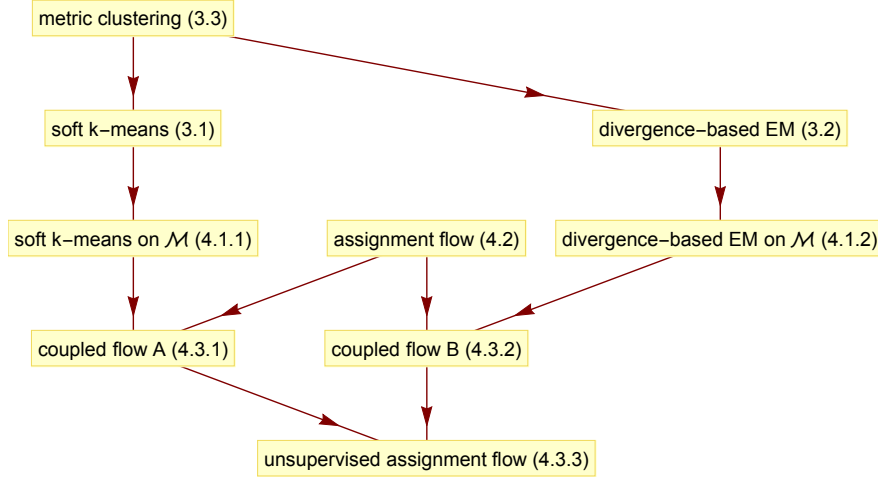 metric clustering (3.3)
soft k−means (3.1)
divergence−based EM (3.2)
soft k−means on ℳ (4.1.1)
assignment flow (4.2)
divergence−based EM on ℳ (4.1.2)
coupled flow A (4.3.1)
coupled flow B (4.3.2)
unsupervised assignment flow (4.3.3)